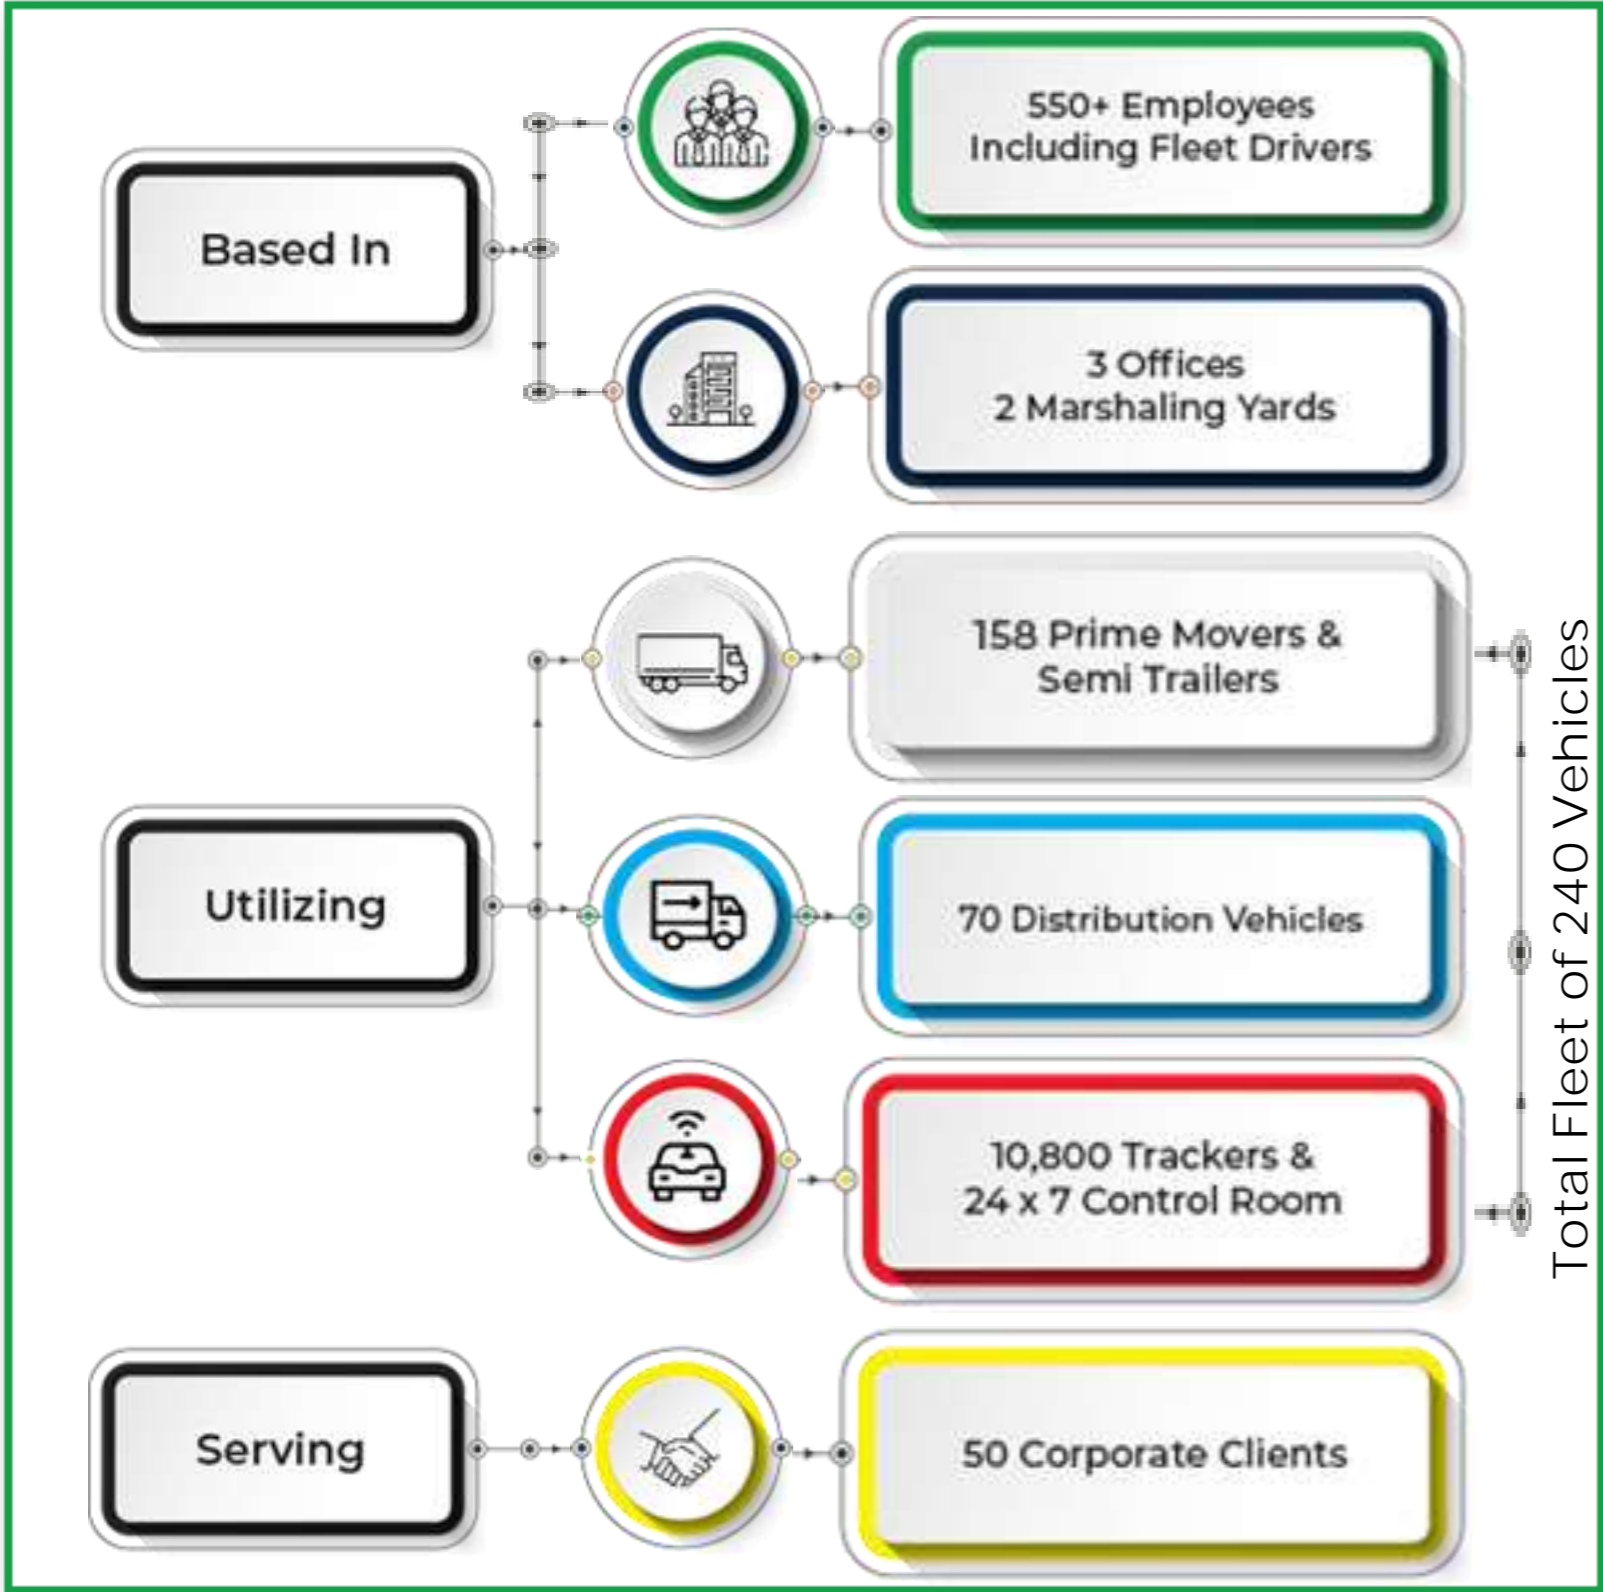 Based In
550+ Employees
Including Fleet Drivers
3 Offices
2 Marshaling Yards
Utilizing
158 Prime Movers &
Semi Trailers
70 Distribution Vehicles
10,800 Trackers &
24 x 7 Control Room
Total Fleet of 240 Vehicles
Serving
50 Corporate Clients